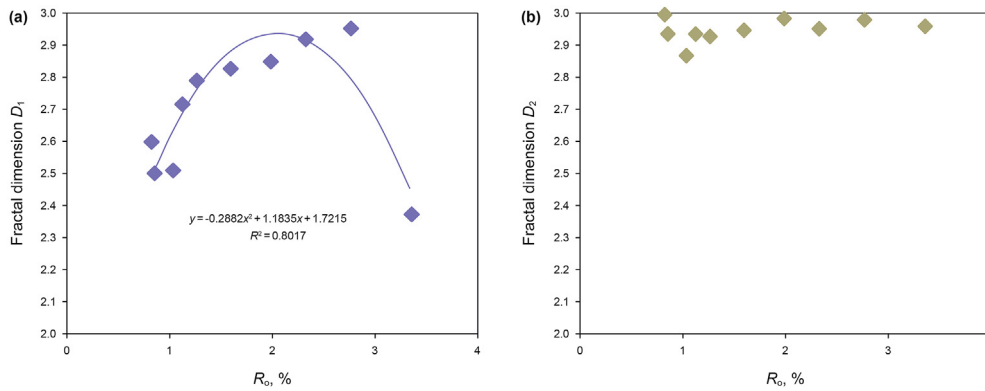 (a)
3.0
2.9
2.8
2.7
2.6
2.5
2.4
2.3
2.2
2.1
2.0
Fractal dimension D₁
y = -0.2882x² + 1.1835x + 1.7215
R² = 0.8017
0 1 2 3 4
Rₒ, %
(b)
3.0
2.9
2.8
2.7
2.6
2.5
2.4
2.3
2.2
2.1
2.0
Fractal dimension D₂
0 1 2 3
Rₒ, %